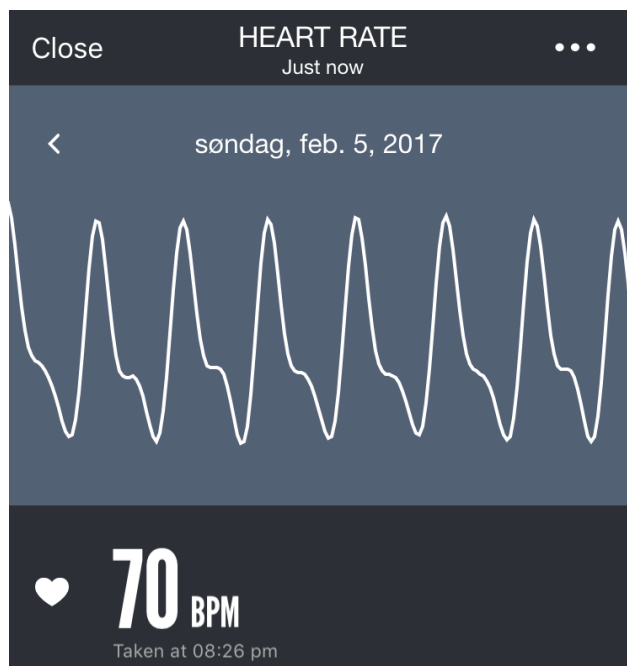 Close
HEART RATE
Just now
søndag, feb. 5, 2017
70 BPM
Taken at 08:26 pm